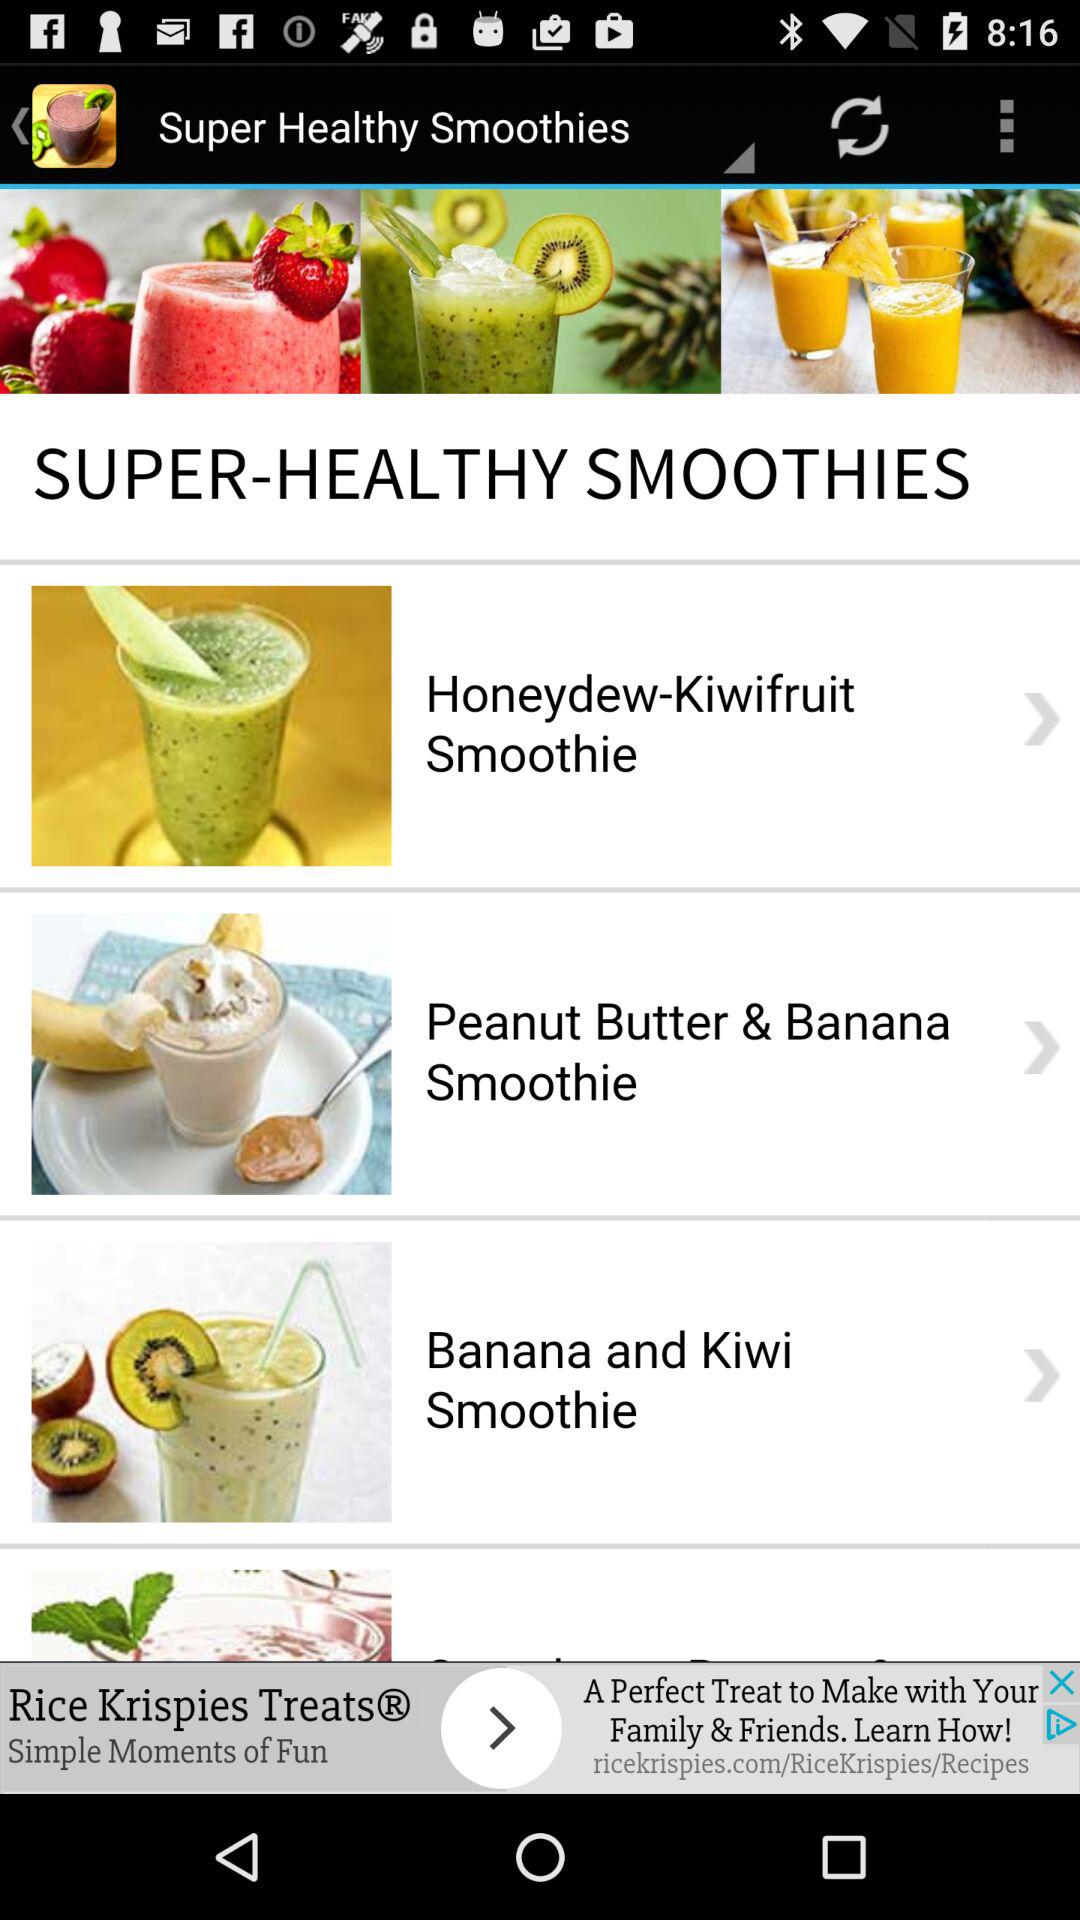 FAKE
8:16
Super Healthy Smoothies
SUPER-HEALTHY SMOOTHIES
Honeydew-Kiwifruit
Smoothie
Peanut Butter & Banana
Smoothie
Banana and Kiwi
Smoothie
Rice Krispies Treats®
Simple Moments of Fun
A Perfect Treat to Make with Your
Family & Friends. Learn How!
ricekrispies.com/RiceKrispies/Recipes